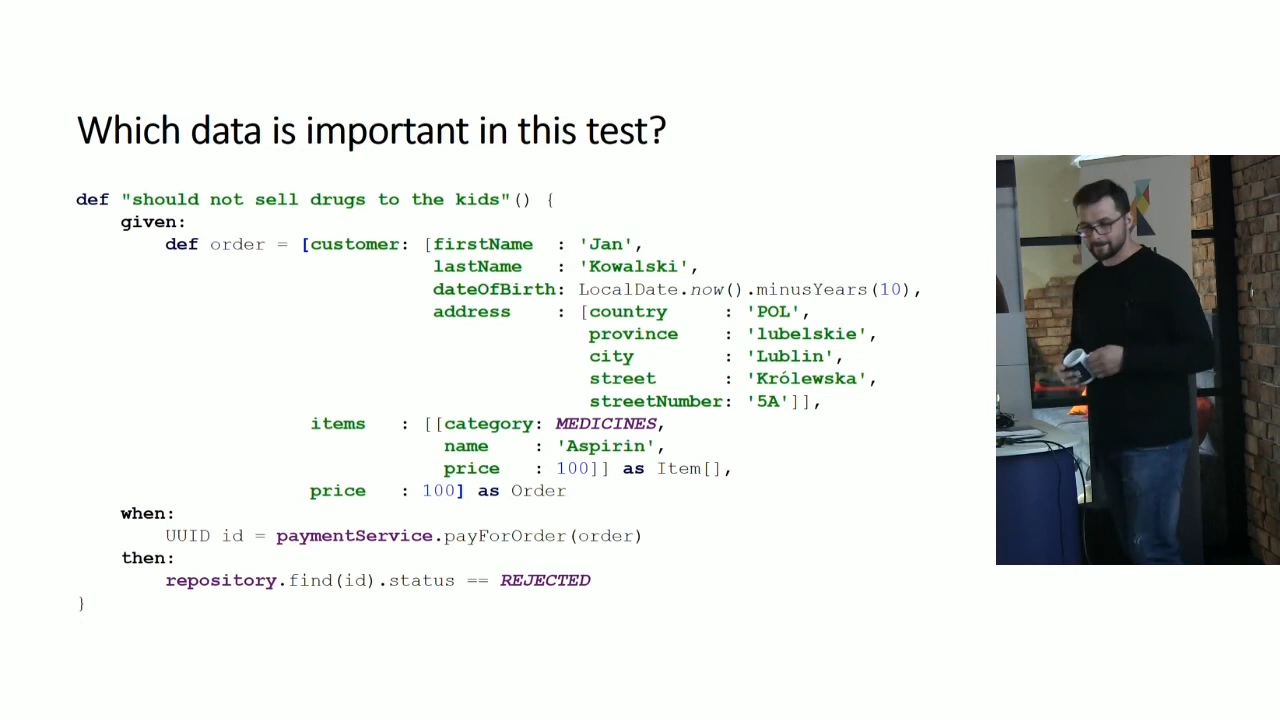 Which data is important in this test?
def "should not sell drugs to the kids"() {
given:
def order = [customer: [firstName : 'Jan',
lastName : 'Kowalski',
dateOfBirth: LocalDate.now().minusYears(10),
address : [country : 'POL',
province : 'lubelskie',
city : 'Lublin',
street : 'Królewska',
streetNumber: '5A']],
items : [[category: MEDICINES,
name : 'Aspirin',
price : 100]] as Item[],
price : 100] as Order
when:
UUID id = paymentService.payForOrder(order)
then:
repository.find(id).status == REJECTED
}